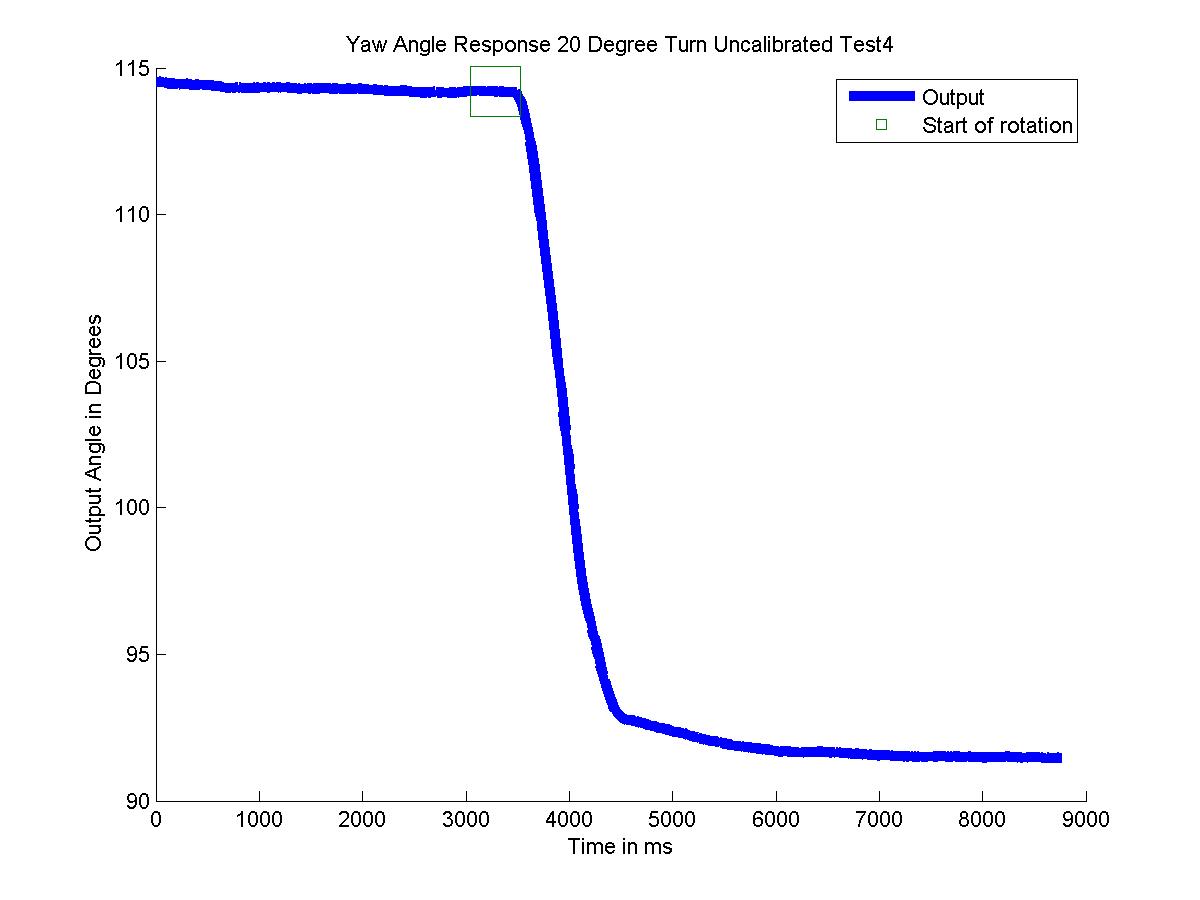 Yaw Angle Response 20 Degree Turn Uncalibrated Test4
Output
Start of rotation
Output Angle in Degrees
115
110
105
100
95
90
0 1000 2000 3000 4000 5000 6000 7000 8000 9000
Time in ms